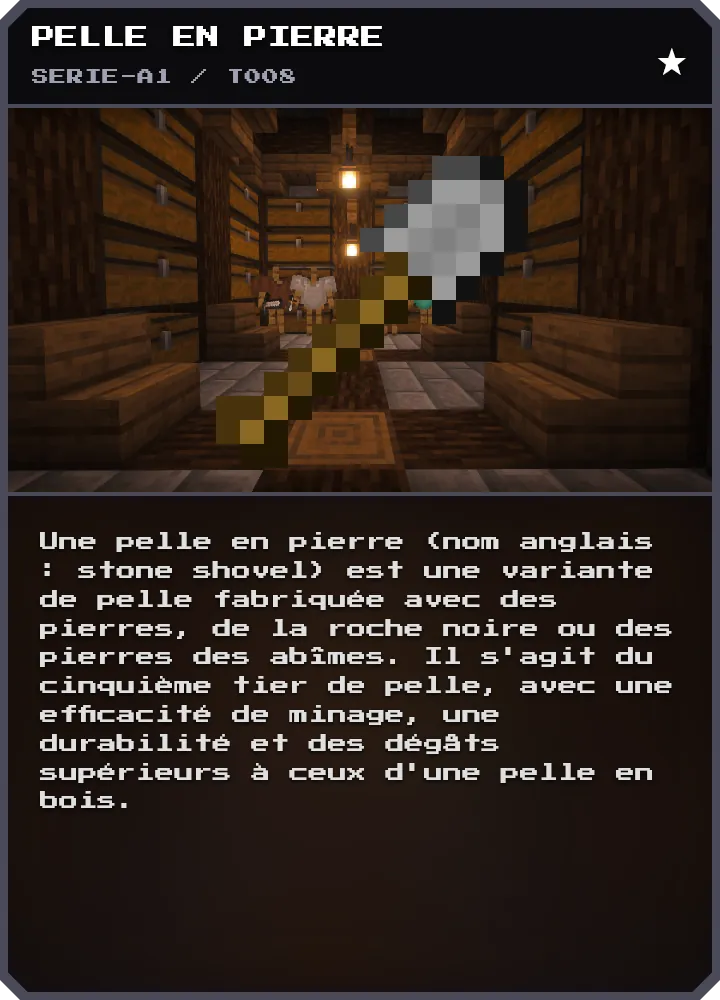 PELLE EN PIERRE
SERIE-A1 / T008
Une pelle en pierre (nom anglais
: stone shovel) est une variante
de pelle fabriquée avec des
pierres, de la roche noire ou des
pierres des abîmes. Il s'agit du
cinquième tier de pelle, avec une
efficacité de minage, une
durabilité et des dégâts
supérieurs à ceux d'une pelle en
bois.